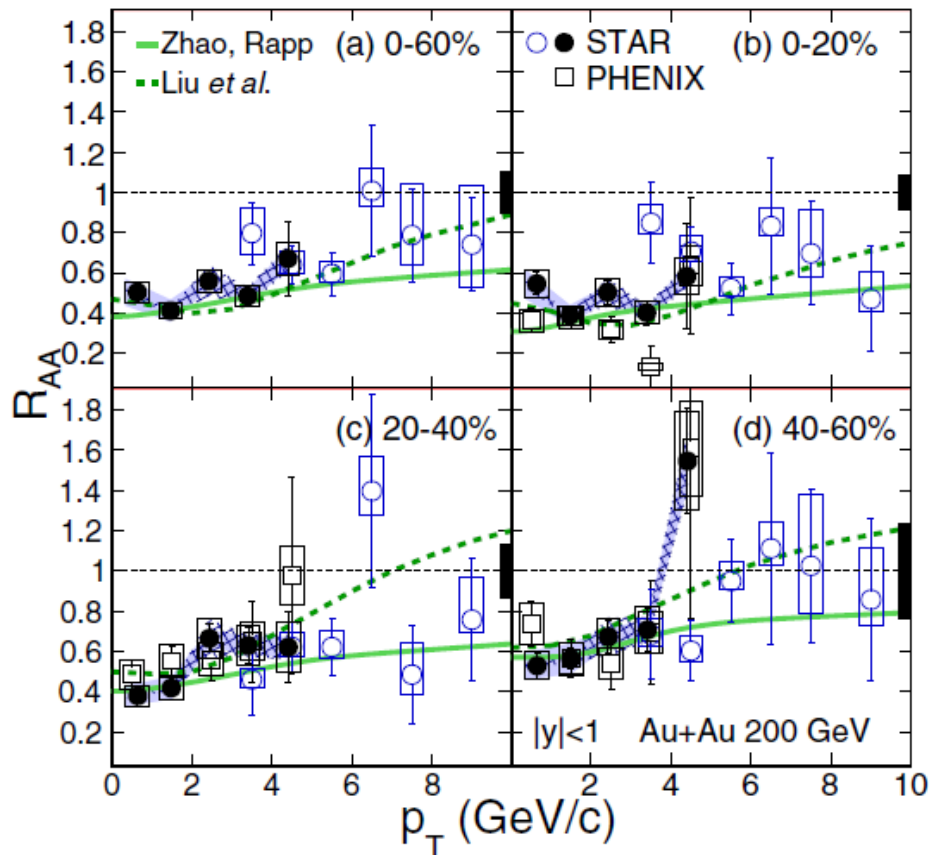 Zhao, Rapp
Liu et al.
(a) 0-60%
STAR
PHENIX
(b) 0-20%
(c) 20-40%
(d) 40-60%
|y|<1 Au+Au 200 GeV
R_AA
1.8
1.6
1.4
1.2
1
0.8
0.6
0.4
0.2
1.8
1.6
1.4
1.2
1
0.8
0.6
0.4
0.2
0 2 4 6 8 2 4 6 8 10
p_T (GeV/c)